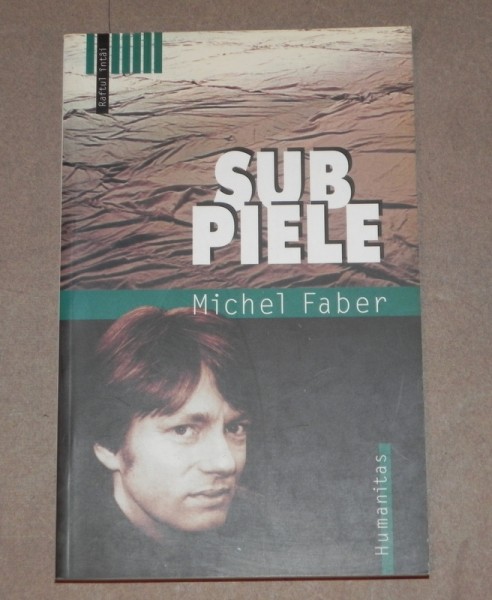 Raftul Întâi
SUB
PIELE
Michel Faber
Humanitas